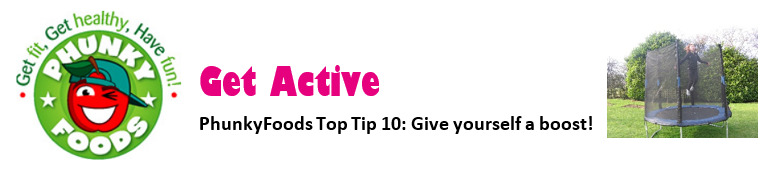 Get fit, Get healthy, Have fun!
PHUNKY
FOODS
Get Active
PhunkyFoods Top Tip 10: Give yourself a boost!